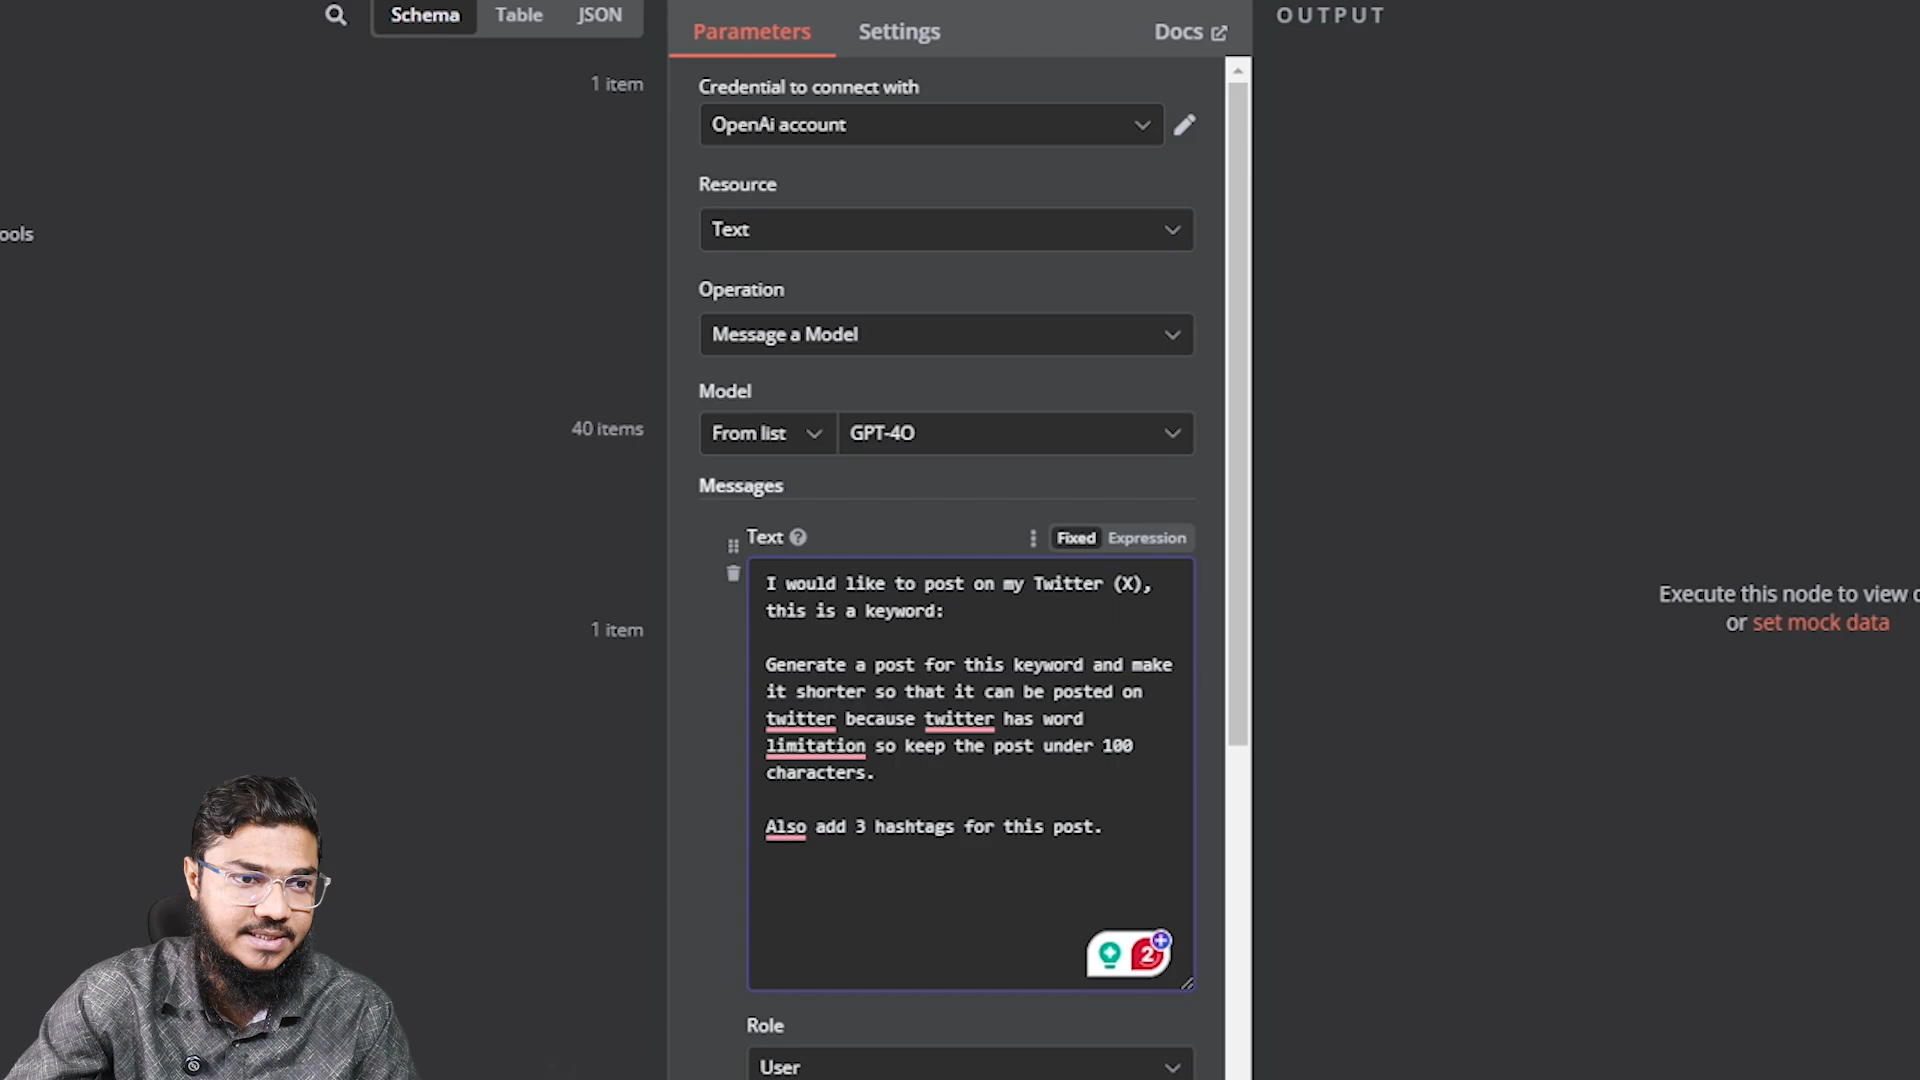 Schema Table JSON
1 item
ools
40 items
1 item
Parameters Settings Docs
Credential to connect with
OpenAi account
Resource
Text
Operation
Message a Model
Model
From list GPT-4O
Messages
Text Fixed Expression
I would like to post on my Twitter (X),
this is a keyword:
Generate a post for this keyword and make
it shorter so that it can be posted on
twitter because twitter has word
limitation so keep the post under 100
characters.
Also add 3 hashtags for this post.
2
Role
User
OUTPUT
Execute this node to view
or set mock data